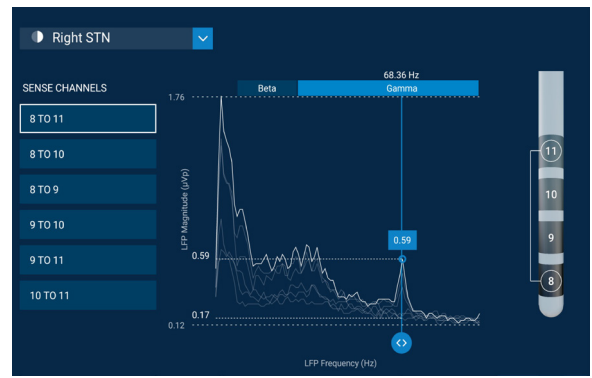 Right STN
SENSE CHANNELS
8 TO 11
8 TO 10
8 TO 9
9 TO 10
9 TO 11
10 TO 11
68.36 Hz
Beta
Gamma
1.76
0.59
0.59
0.17
0.12
LFP Magnitude (μVp)
LFP Frequency (Hz)
11
10
9
8